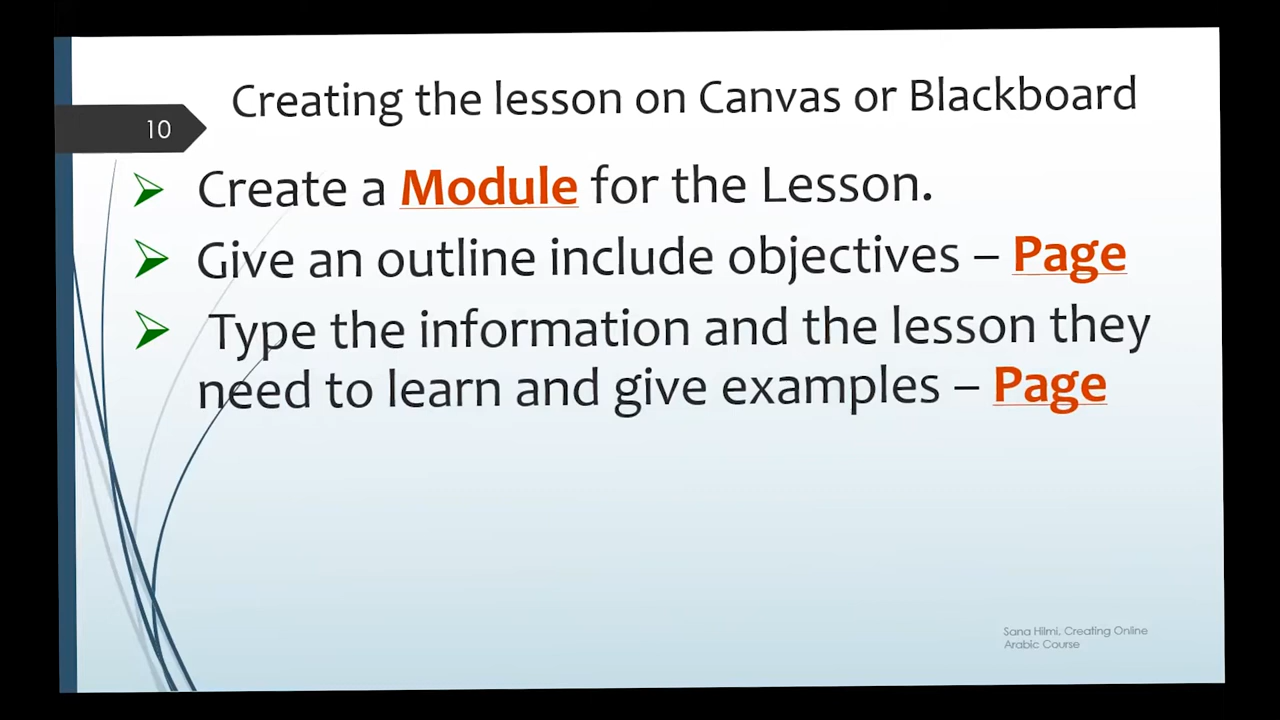 Creating the lesson on Canvas or Blackboard
10
Create a Module for the Lesson.
Give an outline include objectives – Page
Type the information and the lesson they
need to learn and give examples – Page
Sana Hilmi, Creating Online
Arabic Course